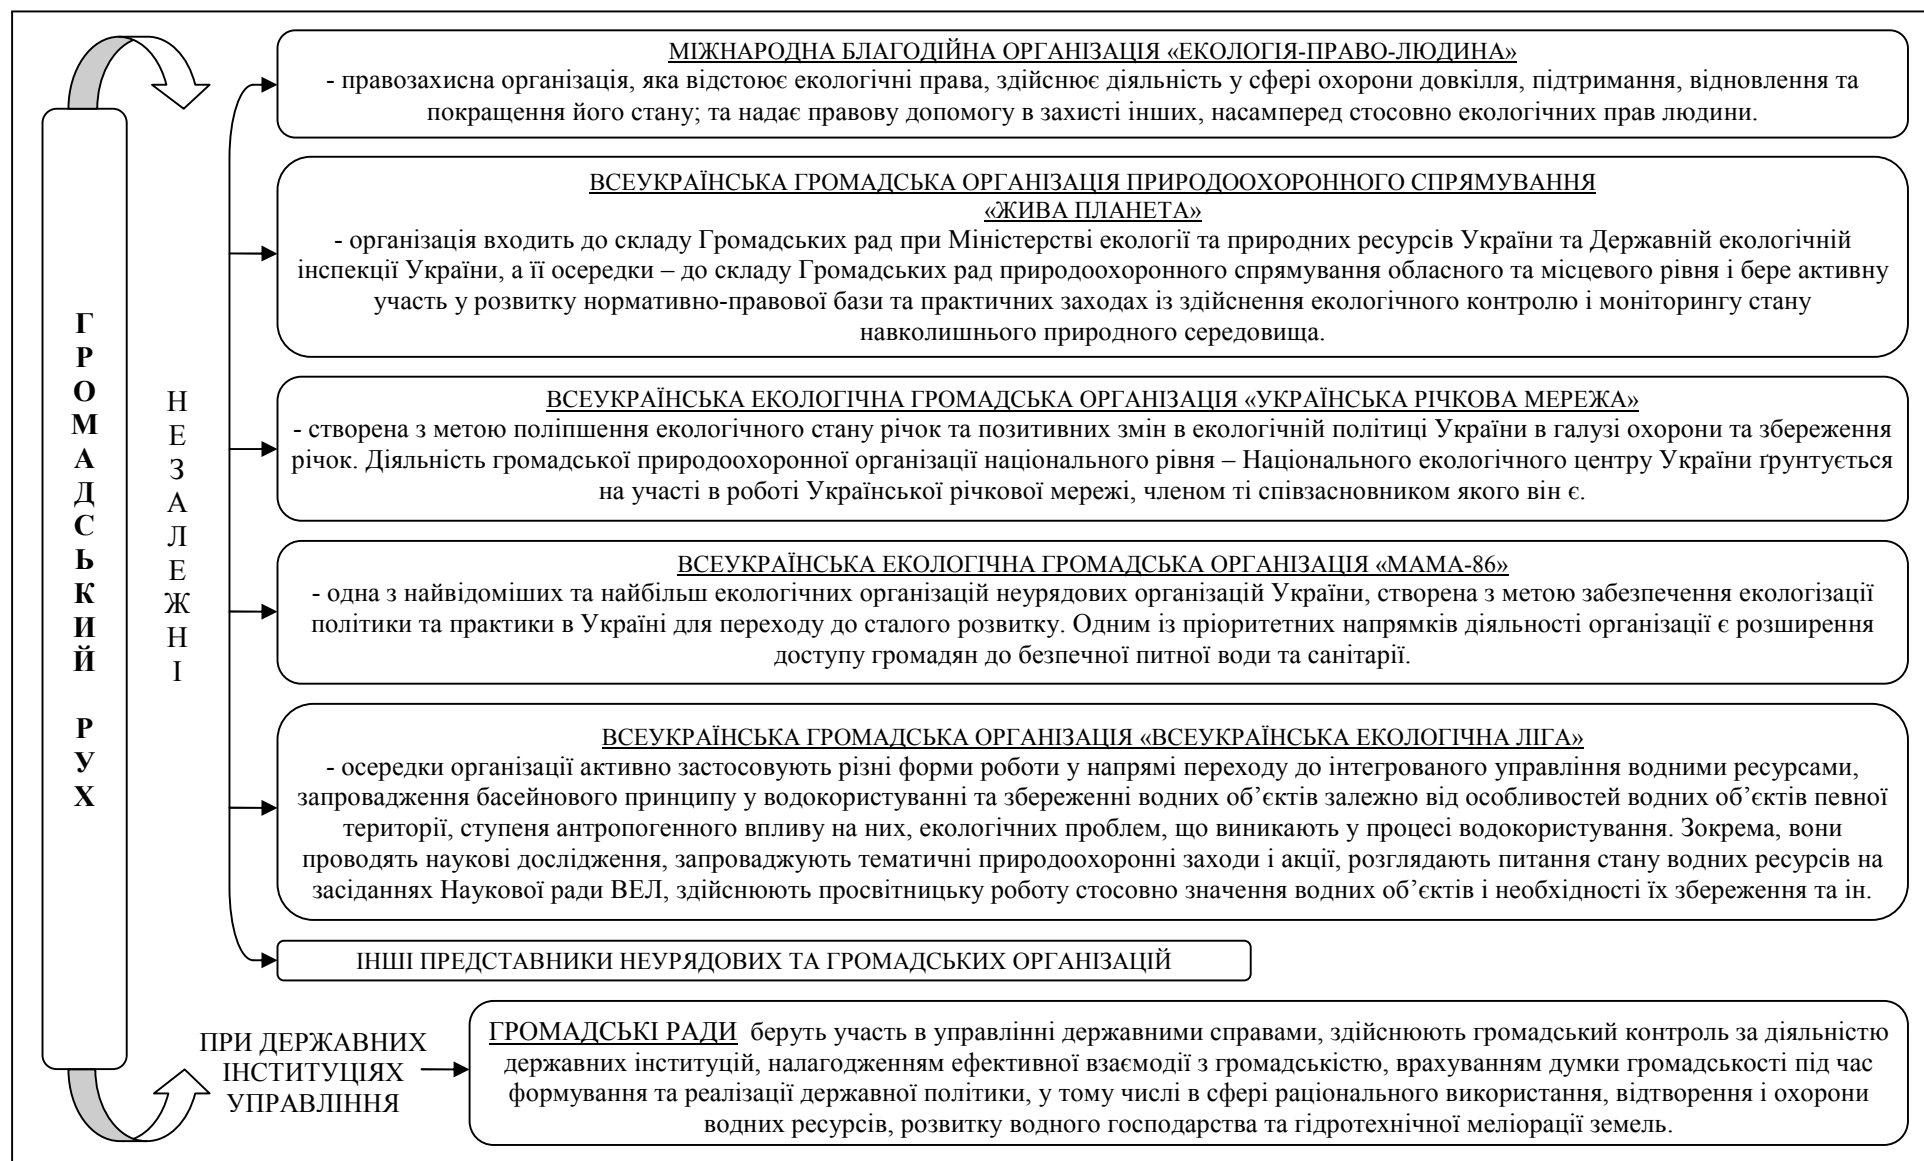 ГРОМАДСЬКИЙ РУХ
НЕЗАЛЕЖНІ
МІЖНАРОДНА БЛАГОДІЙНА ОРГАНІЗАЦІЯ «ЕКОЛОГІЯ-ПРАВО-ЛЮДИНА»
- правозахисна організація, яка відстоює екологічні права, здійснює діяльність у сфері охорони довкілля, підтримання, відновлення та
покращення його стану; та надає правову допомогу в захисті інших, насамперед стосовно екологічних прав людини.
ВСЕУКРАЇНСЬКА ГРОМАДСЬКА ОРГАНІЗАЦІЯ ПРИРОДООХОРОННОГО СПРЯМУВАННЯ
«ЖИВА ПЛАНЕТА»
- організація входить до складу Громадських рад при Міністерстві екології та природних ресурсів України та Державній екологічній
інспекції України, а її осередки – до складу Громадських рад природоохоронного спрямування обласного та місцевого рівня і бере активну
участь у розвитку нормативно-правової бази та практичних заходах із здійснення екологічного контролю і моніторингу стану
навколишнього природного середовища.
ВСЕУКРАЇНСЬКА ЕКОЛОГІЧНА ГРОМАДСЬКА ОРГАНІЗАЦІЯ «УКРАЇНСЬКА РІЧКОВА МЕРЕЖА»
- створена з метою поліпшення екологічного стану річок та позитивних змін в екологічній політиці України в галузі охорони та збереження
річок. Діяльність громадської природоохоронної організації національного рівня – Національного екологічного центру України ґрунтується
на участі в роботі Української річкової мережі, членом ті співзасновником якого він є.
ВСЕУКРАЇНСЬКА ЕКОЛОГІЧНА ГРОМАДСЬКА ОРГАНІЗАЦІЯ «МАМА-86»
- одна з найвідоміших та найбільш екологічних організацій неурядових організацій України, створена з метою забезпечення екологізації
політики та практики в Україні для переходу до сталого розвитку. Одним із пріоритетних напрямків діяльності організації є розширення
доступу громадян до безпечної питної води та санітарії.
ВСЕУКРАЇНСЬКА ГРОМАДСЬКА ОРГАНІЗАЦІЯ «ВСЕУКРАЇНСЬКА ЕКОЛОГІЧНА ЛІГА»
- осередки організації активно застосовують різні форми роботи у напрямі переходу до інтегрованого управління водними ресурсами,
запровадження басейнового принципу у водокористуванні та збереженні водних об’єктів залежно від особливостей водних об’єктів певної
території, ступеня антропогенного впливу на них, екологічних проблем, що виникають у процесі водокористування. Зокрема, вони
проводять наукові дослідження, запроваджують тематичні природоохоронні заходи і акції, розглядають питання стану водних ресурсів на
засіданнях Наукової ради ВЕЛ, здійснюють просвітницьку роботу стосовно значення водних об’єктів і необхідності їх збереження та ін.
ІНШІ ПРЕДСТАВНИКИ НЕУРЯДОВИХ ТА ГРОМАДСЬКИХ ОРГАНІЗАЦІЙ
ПРИ ДЕРЖАВНИХ
ІНСТИТУЦІЯХ
УПРАВЛІННЯ
ГРОМАДСЬКІ РАДИ беруть участь в управлінні державними справами, здійснюють громадський контроль за діяльністю
державних інституцій, налагодженням ефективної взаємодії з громадськістю, врахуванням думки громадськості під час
формування та реалізації державної політики, у тому числі в сфері раціонального використання, відтворення і охорони
водних ресурсів, розвитку водного господарства та гідротехнічної меліорації земель.